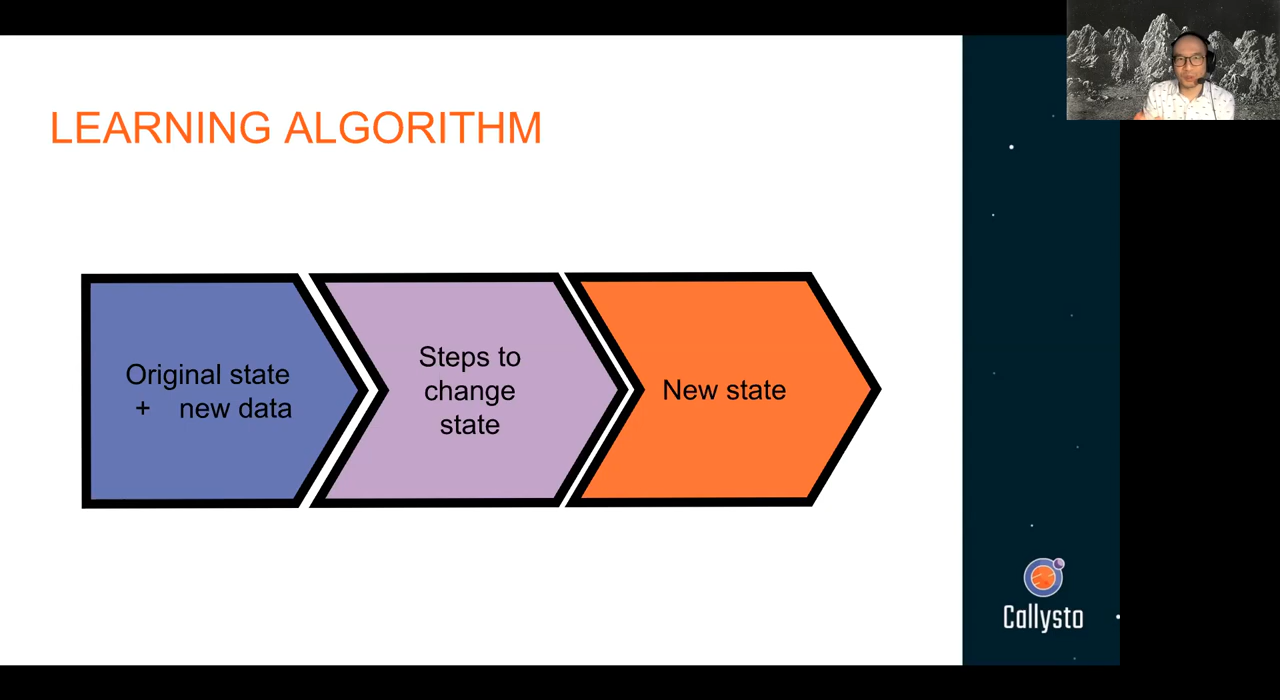 LEARNING ALGORITHM
Original state
+ new data
Steps to
change
state
New state
Callysto